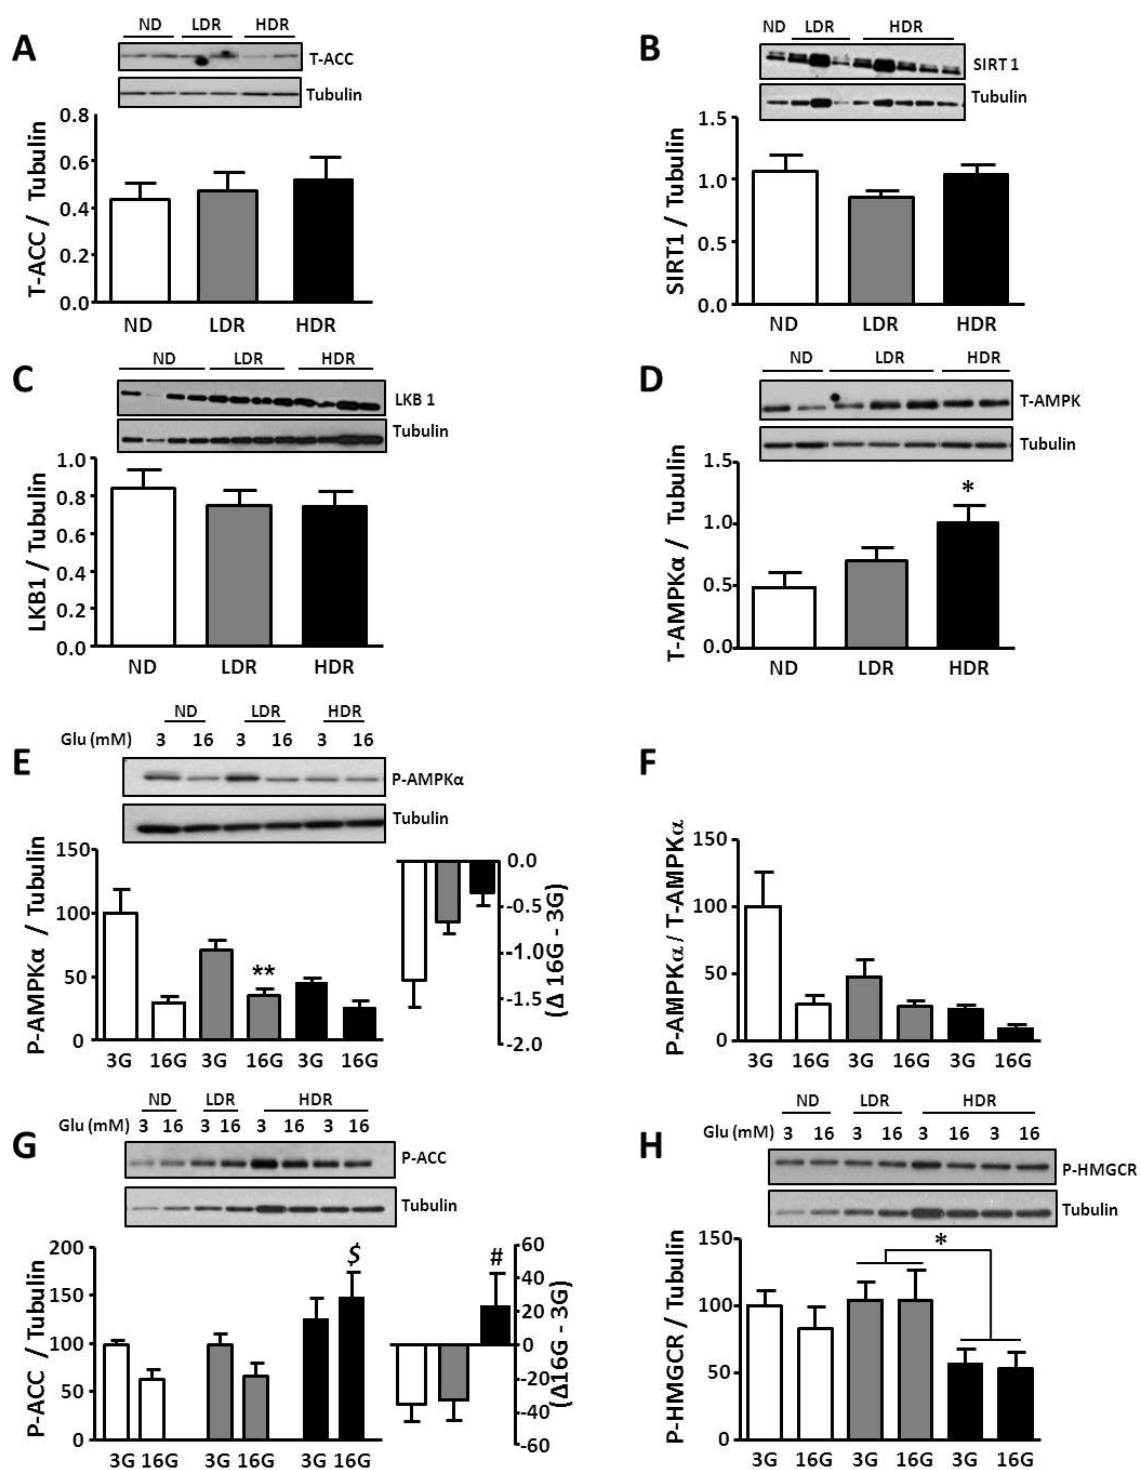 A
ND LDR HDR
T-ACC
Tubulin
T-ACC / Tubulin
0.8
0.6
0.4
0.2
0.0
ND LDR HDR
B
ND LDR HDR
SIRT 1
Tubulin
SIRT1 / Tubulin
1.5
1.0
0.5
0.0
ND LDR HDR
C
ND LDR HDR
LKB 1
Tubulin
LKB1 / Tubulin
1.0
0.8
0.6
0.4
0.2
0.0
ND LDR HDR
D
ND LDR HDR
T-AMPK
Tubulin
T-AMPKα / Tubulin
1.5
1.0
0.5
0.0
*
ND LDR HDR
E
ND LDR HDR
Glu (mM) 3 16 3 16 3 16
P-AMPKα
Tubulin
P-AMPKα / Tubulin
150
100
50
0
**
3G 16G 3G 16G 3G 16G
0.0
-0.5
-1.0
-1.5
-2.0
(Δ 16G - 3G)
F
P-AMPKα / T-AMPKα
150
100
50
0
3G 16G 3G 16G 3G 16G
G
ND LDR HDR
Glu (mM) 3 16 3 16 3 16 3 16
P-ACC
Tubulin
P-ACC / Tubulin
200
150
100
50
0
$
3G 16G 3G 16G 3G 16G
#
60
40
20
0
-20
-40
-60
(Δ16G - 3G)
H
ND LDR HDR
Glu (mM) 3 16 3 16 3 16 3 16
P-HMGCR
Tubulin
P-HMGCR / Tubulin
150
100
50
0
*
3G 16G 3G 16G 3G 16G